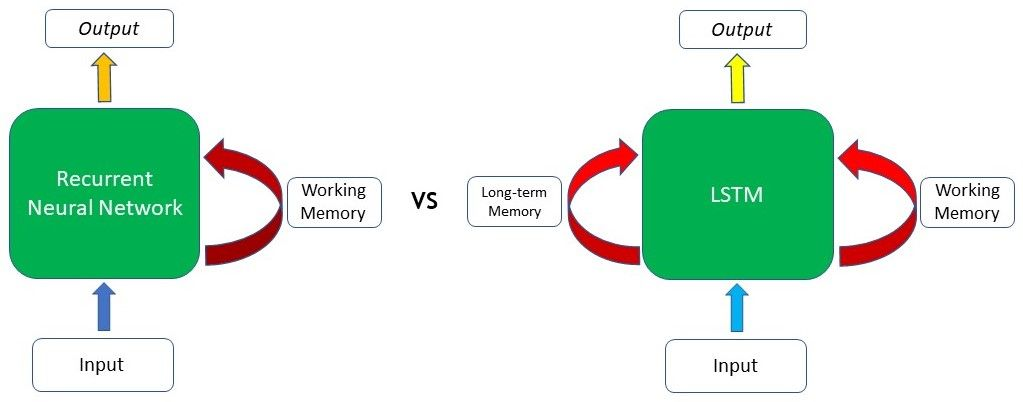 Output
Recurrent
Neural Network
Working
Memory
Input
VS
Output
Long-term
Memory
LSTM
Working
Memory
Input